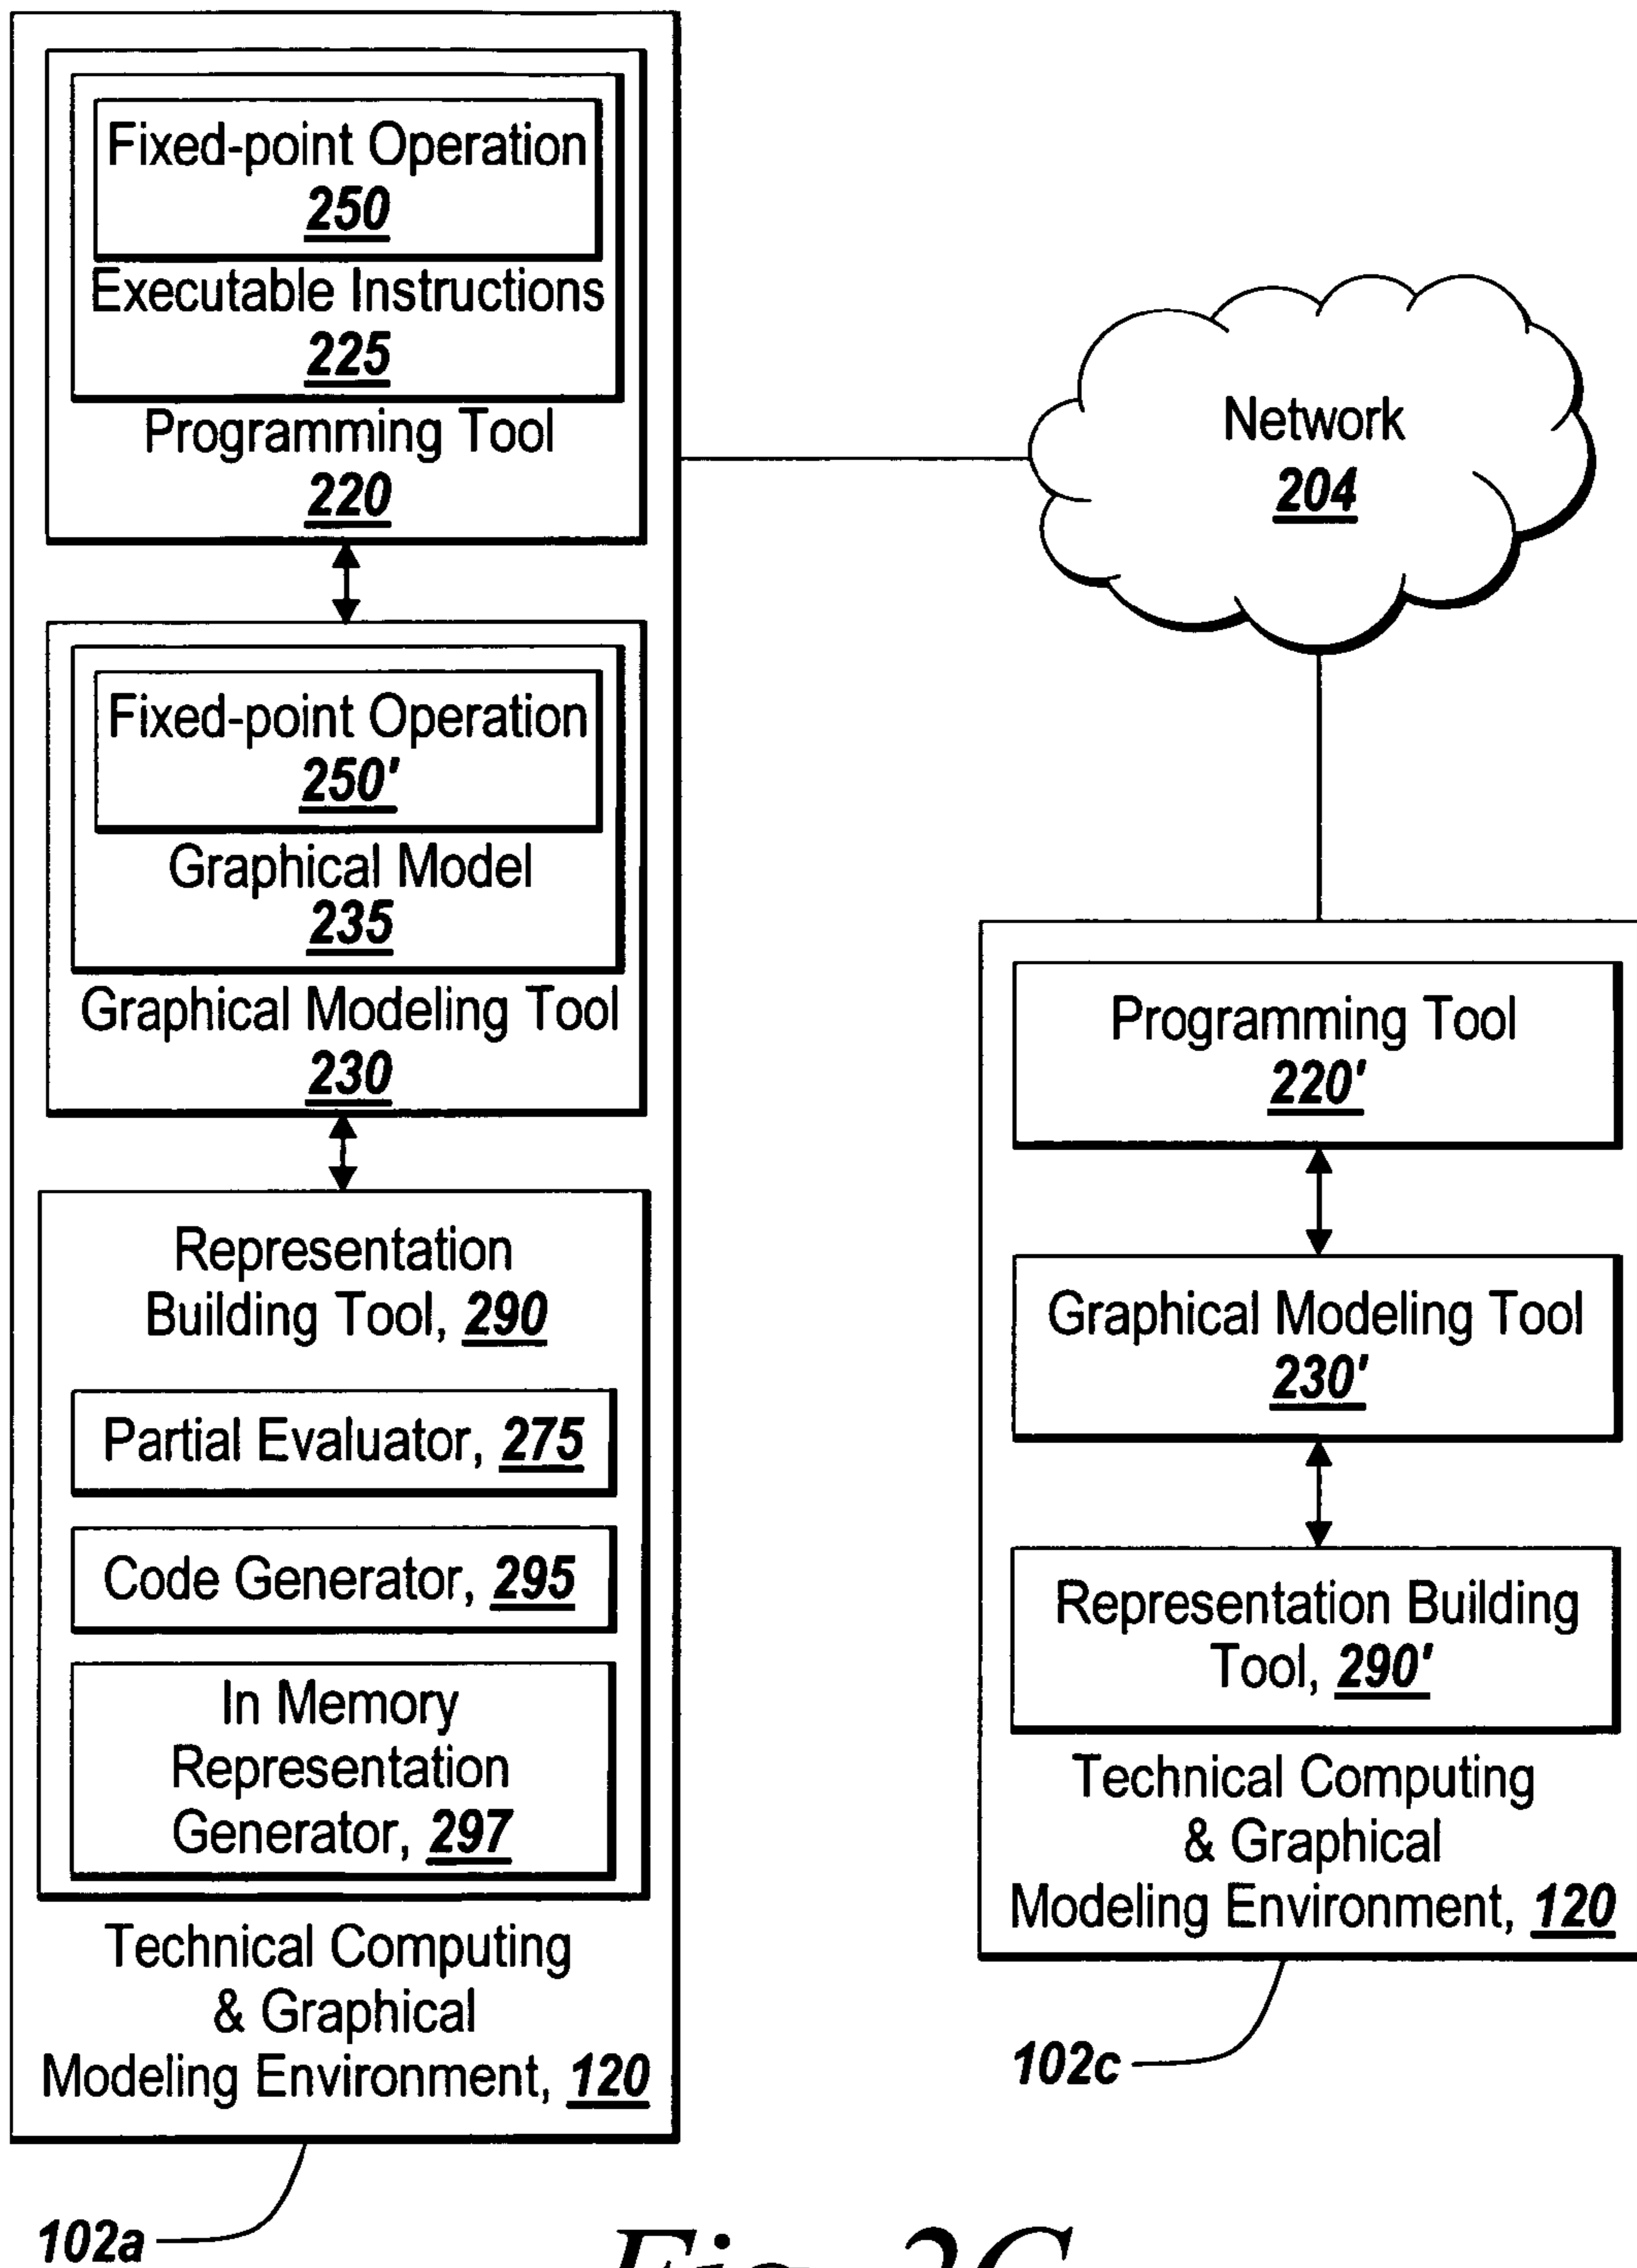 Fixed-point Operation
250
Executable Instructions
225
Programming Tool
220
Fixed-point Operation
250'
Graphical Model
235
Graphical Modeling Tool
230
Representation
Building Tool, 290
Partial Evaluator, 275
Code Generator, 295
In Memory
Representation
Generator, 297
Technical Computing
& Graphical
Modeling Environment, 120
102a
Network
204
Programming Tool
220'
Graphical Modeling Tool
230'
Representation Building
Tool, 290'
Technical Computing
& Graphical
Modeling Environment, 120
102c
Fig. 2C